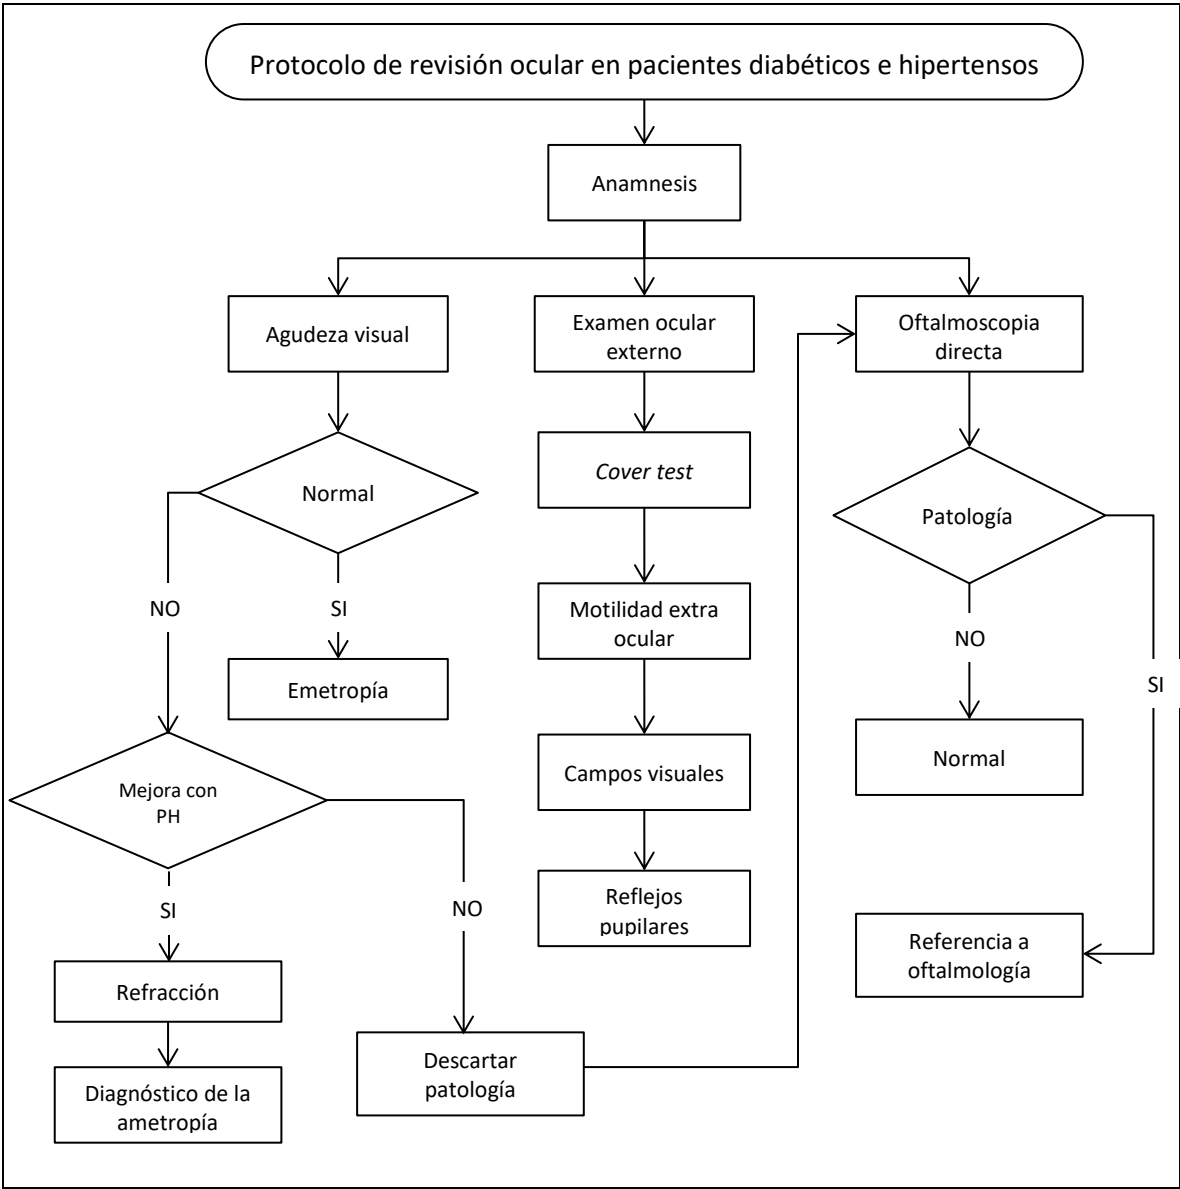 Protocolo de revisión ocular en pacientes diabéticos e hipertensos
Anamnesis
Agudeza visual
Examen ocular
externo
Oftalmoscopia
directa
Normal
Cover test
Patología
NO
SI
Motilidad extra
ocular
NO
SI
Emetropía
Campos visuales
Normal
Mejora con
PH
SI
NO
Reflejos
pupilares
Referencia a
oftalmología
Refracción
Descartar
patología
Diagnóstico de la
ametropía